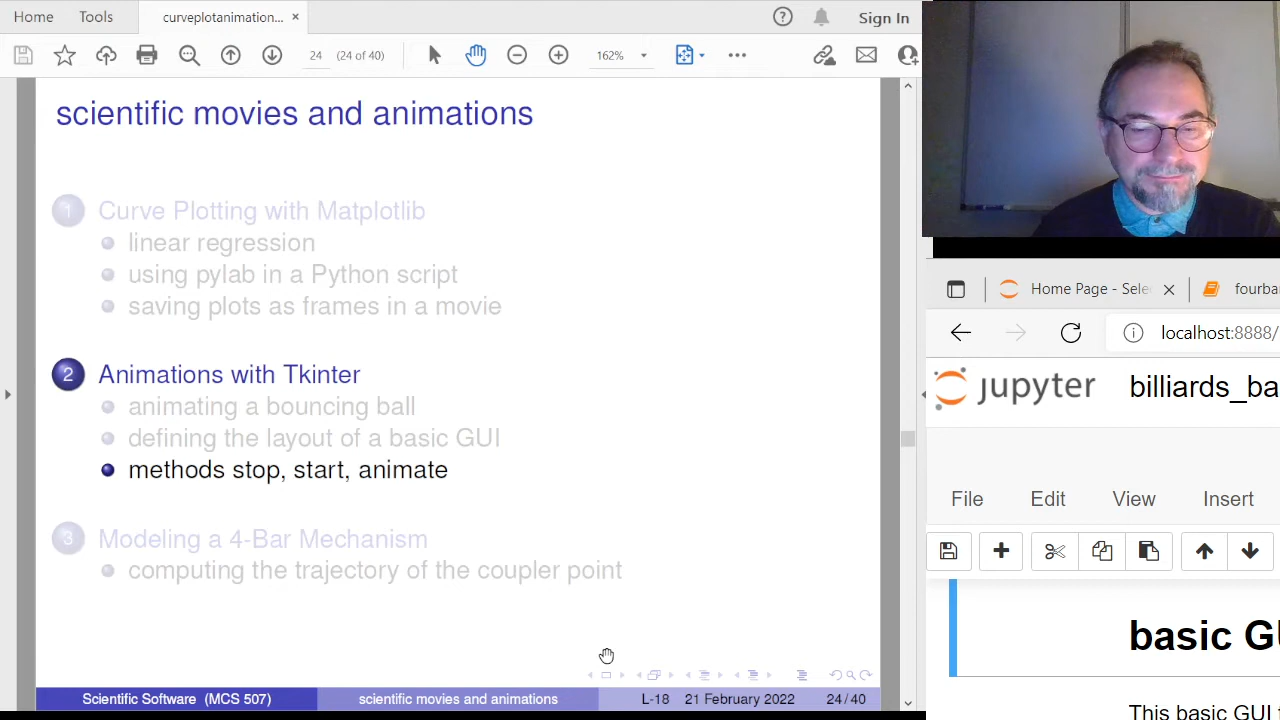 Home Tools curveplotanimation... × Sign In
24 (24 of 40) 162%
scientific movies and animations
1 Curve Plotting with Matplotlib
linear regression
using pylab in a Python script
saving plots as frames in a movie
2 Animations with Tkinter
animating a bouncing ball
defining the layout of a basic GUI
methods stop, start, animate
3 Modeling a 4-Bar Mechanism
computing the trajectory of the coupler point
Scientific Software (MCS 507) scientific movies and animations L-18 21 February 2022 24 / 40
Home Page - Sele × fourba
localhost:8888/
jupyter billiards_ba
File Edit View Insert
basic GU
This basic GUI